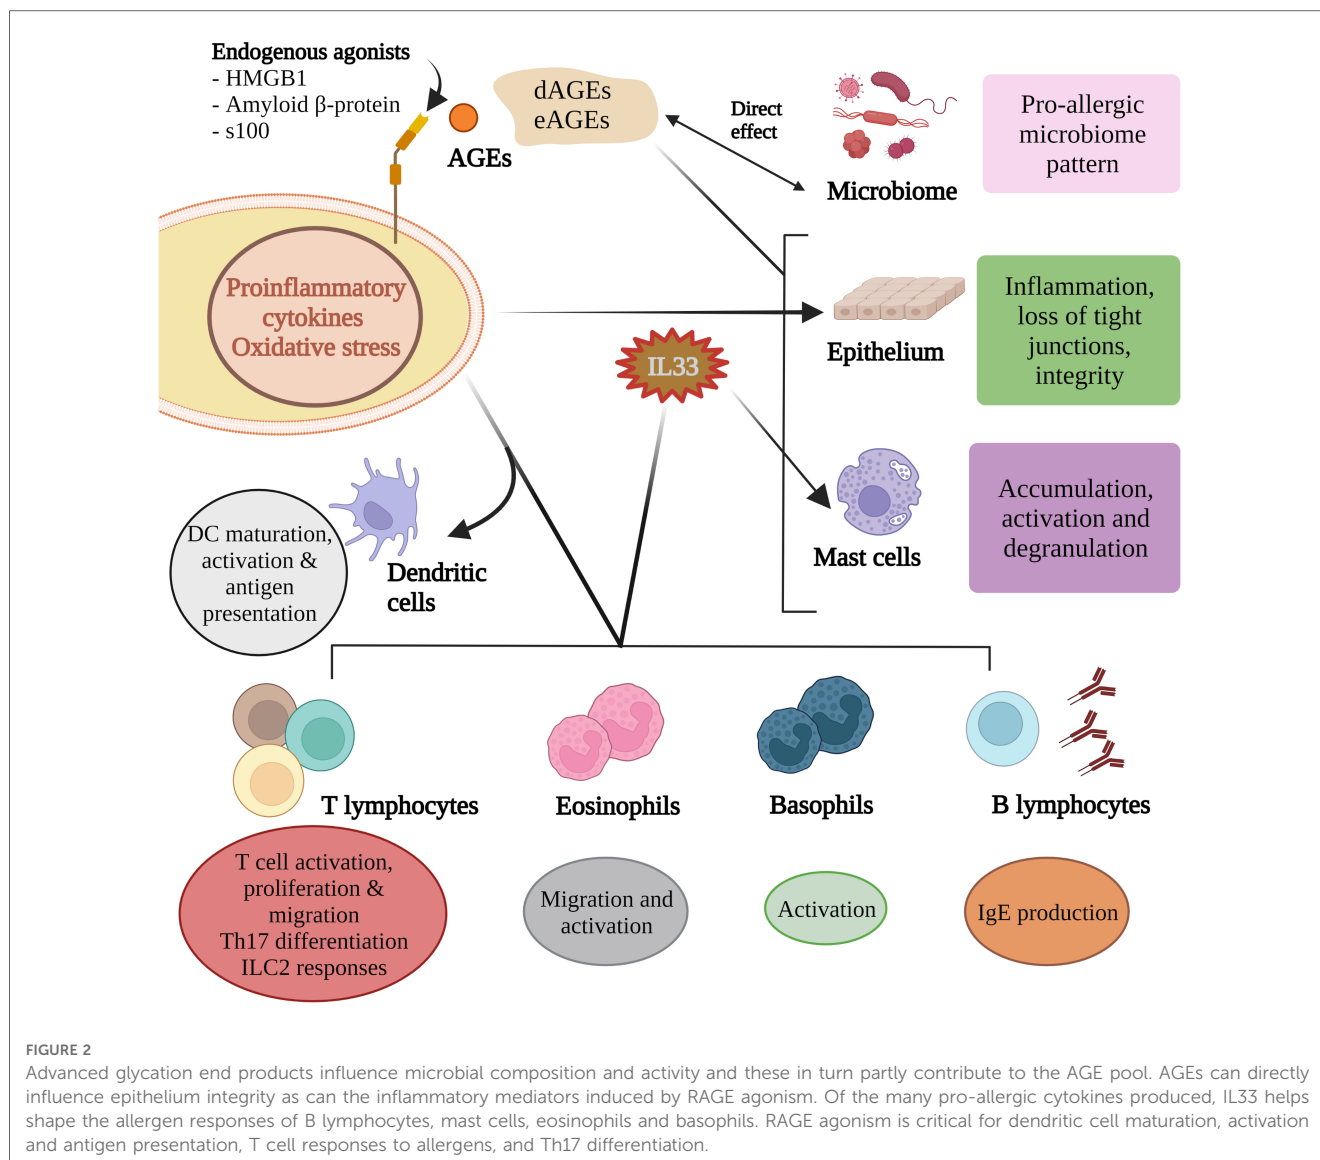 Endogenous agonists
- HMGB1
- Amyloid β-protein
- s100
AGEs
dAGEs
eAGEs
Direct
effect
Microbiome
Pro-allergic
microbiome
pattern
Proinflammatory
cytokines
Oxidative stress
IL33
Epithelium
Inflammation,
loss of tight
junctions,
integrity
Mast cells
Accumulation,
activation and
degranulation
DC maturation,
activation &
antigen
presentation
Dendritic
cells
T lymphocytes
Eosinophils
Basophils
B lymphocytes
T cell activation,
proliferation &
migration
Th17 differentiation
ILC2 responses
Migration and
activation
Activation
IgE production
FIGURE 2
Advanced glycation end products influence microbial composition and activity and these in turn partly contribute to the AGE pool. AGEs can directly
influence epithelium integrity as can the inflammatory mediators induced by RAGE agonism. Of the many pro-allergic cytokines produced, IL33 helps
shape the allergen responses of B lymphocytes, mast cells, eosinophils and basophils. RAGE agonism is critical for dendritic cell maturation, activation
and antigen presentation, T cell responses to allergens, and Th17 differentiation.